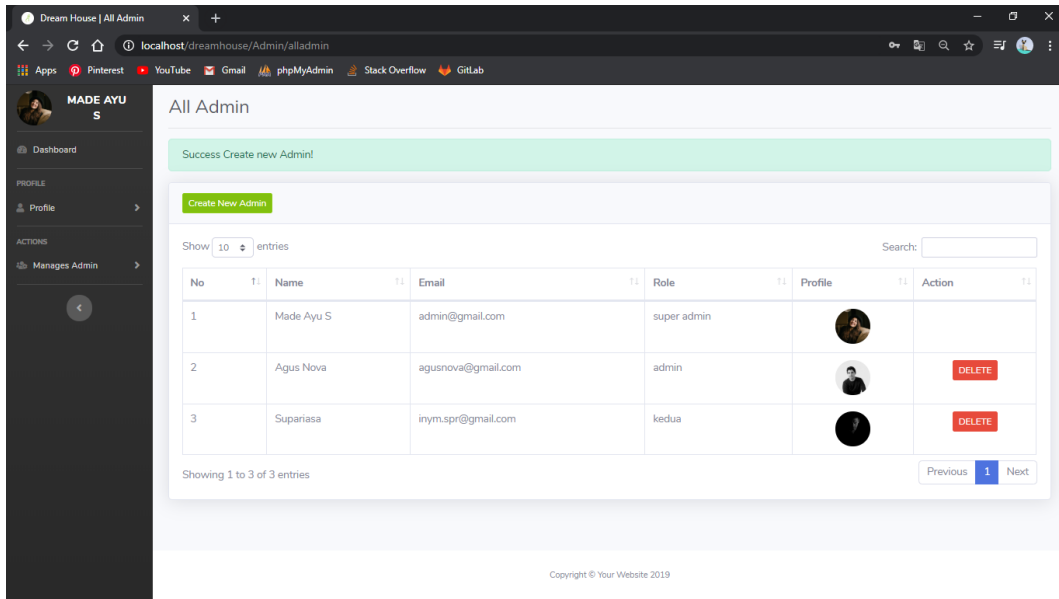 Dream House | All Admin
localhost/dreamhouse/Admin/alladmin
Apps Pinterest YouTube Gmail phpMyAdmin Stack Overflow GitLab
MADE AYU S
Dashboard
PROFILE
Profile
ACTIONS
Manages Admin
All Admin
Success Create new Admin!
Create New Admin
Show 10 entries Search:
No Name Email Role Profile Action
1 Made Ayu S admin@gmail.com super admin
2 Agus Nova agusnova@gmail.com admin DELETE
3 Supariasa inym.spr@gmail.com kedua DELETE
Showing 1 to 3 of 3 entries Previous 1 Next
Copyright © Your Website 2019